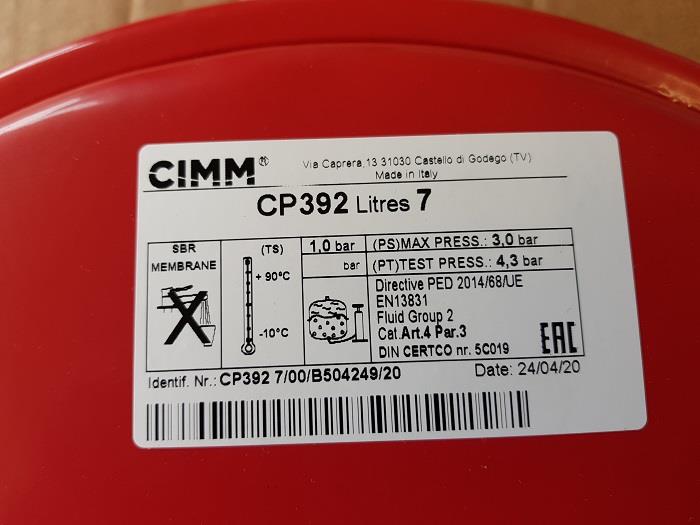 CIMM®
Via Caprera,13 31030 Castello di Godego (TV)
Made in Italy
CP392 Litres 7
SBR
MEMBRANE
(TS)
+ 90°C
-10°C
1,0 bar
bar
(PS)MAX PRESS.: 3,0 bar
(PT)TEST PRESS.: 4,3 bar
Directive PED 2014/68/UE
EN13831
Fluid Group 2
Cat.Art.4 Par.3
DIN CERTCO nr. 5C019
EAC
Identif. Nr.: CP392 7/00/B504249/20
Date: 24/04/20